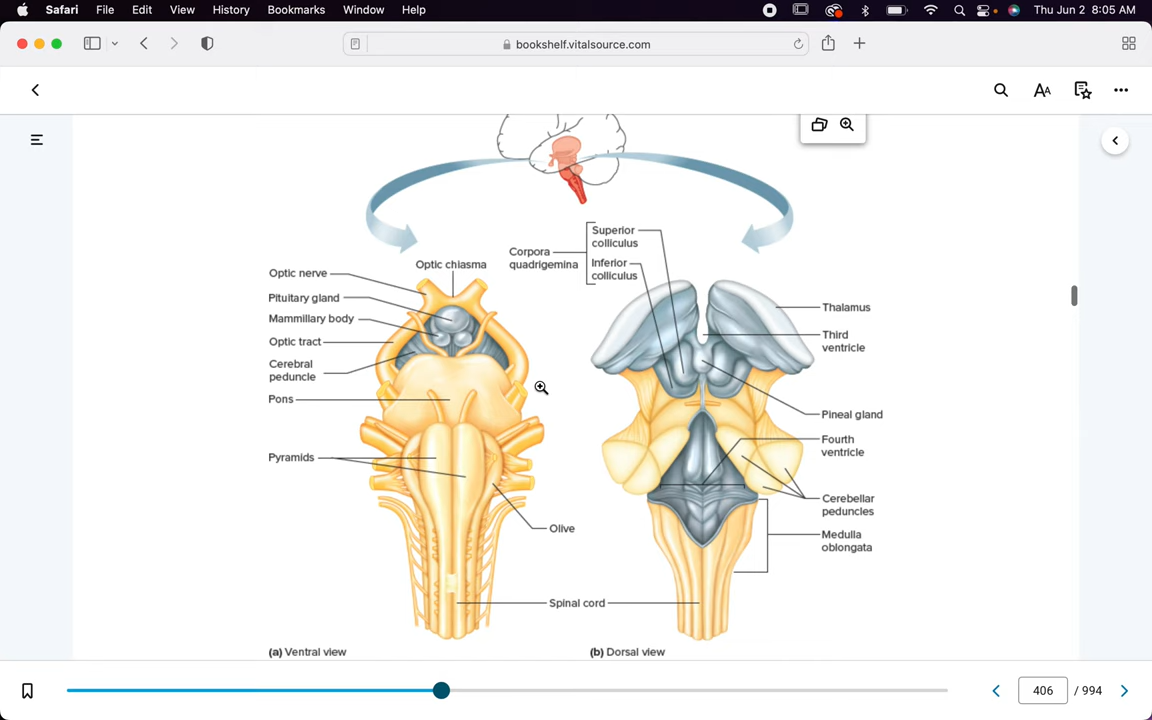 Safari File Edit View History Bookmarks Window Help Thu Jun 2 8:05 AM
bookshelf.vitalsource.com
AA
Superior
colliculus
Corpora
quadrigemina
Inferior
colliculus
Optic chiasma
Optic nerve
Pituitary gland
Mammillary body
Optic tract
Cerebral
peduncle
Pons
Pyramids
Olive
Spinal cord
Thalamus
Third
ventricle
Pineal gland
Fourth
ventricle
Cerebellar
peduncles
Medulla
oblongata
(a) Ventral view
(b) Dorsal view
406 / 994